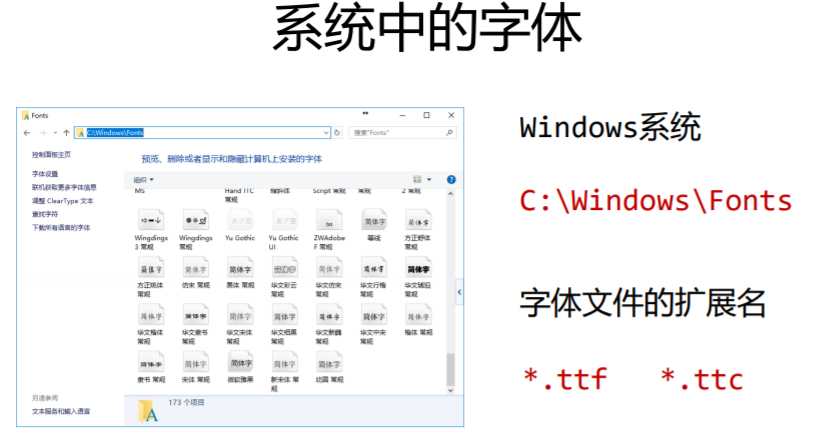 系统中的字体
Fonts
C:\Windows\Fonts
搜索"Fonts"
控制面板主页
字体设置
联机获取更多字体信息
调整 ClearType 文本
查找字符
下载所有语言的字体
另请参阅
文本服务和输入语言
预览、删除或者显示和隐藏计算机上安装的字体
组织
MS
Hand ITC 常规
细斜体
Script 常规
常规
2 常规
Wingdings 3 常规
Wingdings 常规
Yu Gothic
Yu Gothic UI
ZWAdobe F 常规
等线
方正舒体 常规
方正姚体 常规
仿宋 常规
黑体 常规
华文彩云 常规
华文仿宋 常规
华文行楷 常规
华文琥珀 常规
华文楷体 常规
华文隶书 常规
华文宋体 常规
华文细黑 常规
华文新魏 常规
华文中宋 常规
楷体 常规
隶书 常规
宋体 常规
微软雅黑
新宋体 常规
幼圆 常规
173 个项目
Windows系统
C:\Windows\Fonts
字体文件的扩展名
*.ttf *.ttc